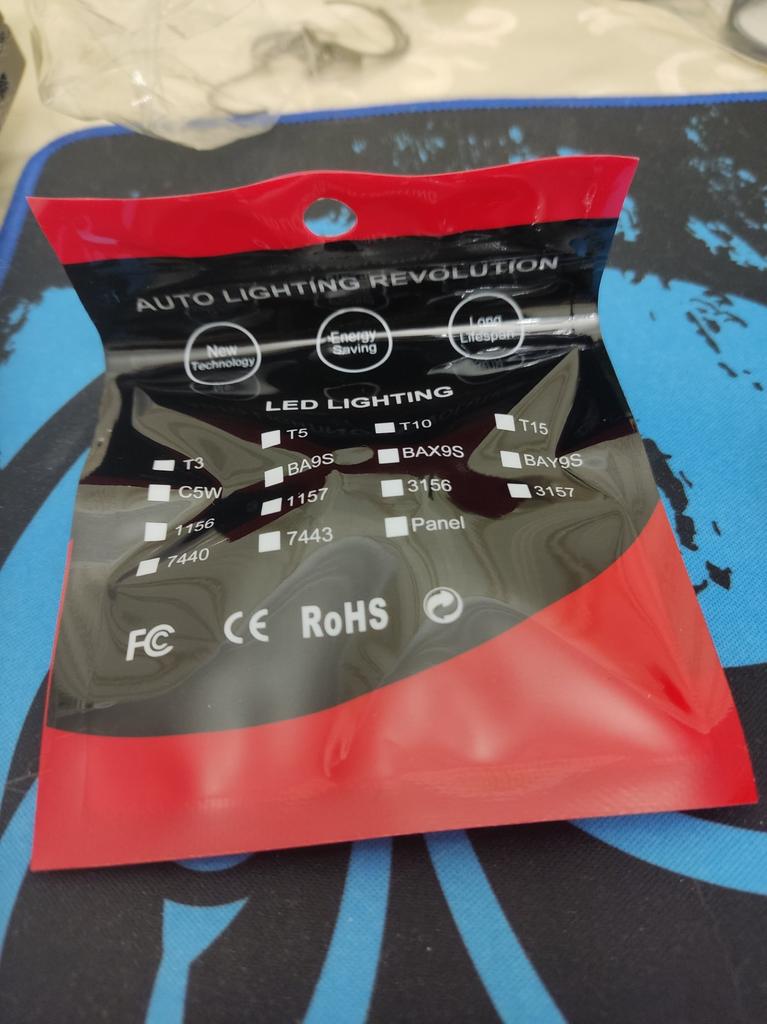 AUTO LIGHTING REVOLUTION
New
Technology
Energy
Saving
Long
Lifespan
LED LIGHTING
T3 T5 T10 T15
C5W BA9S BAX9S BAY9S
1156 1157 3156 3157
7440 7443 Panel
FC CE RoHS